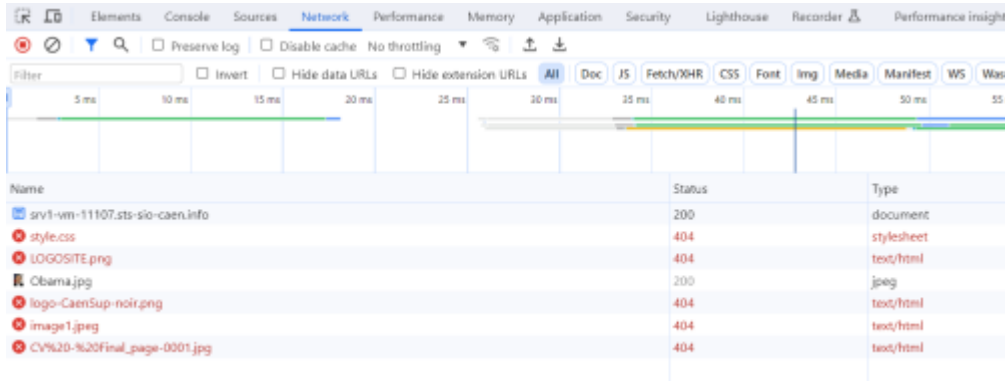 Elements Console Sources Network Performance Memory Application Security Lighthouse Recorder Performance insight
Preserve log Disable cache No throttling
Filter Invert Hide data URLs Hide extension URLs All Doc JS Fetch/XHR CSS Font Img Media Manifest WS Was
5 ms 10 ms 15 ms 20 ms 25 ms 30 ms 35 ms 40 ms 45 ms 50 ms 55
Name Status Type
srv1-vm-11107.sts-sio-caen.info 200 document
style.css 404 stylesheet
LOGOSITE.png 404 text/html
Obama.jpg 200 jpeg
logo-CaenSup-noir.png 404 text/html
image1.jpeg 404 text/html
CV%20-%20Final_page-0001.jpg 404 text/html